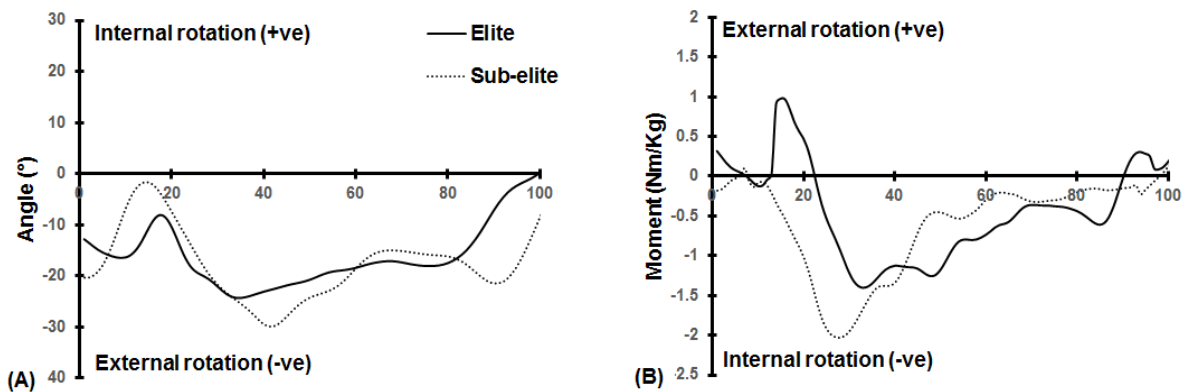 30
Internal rotation (+ve)
Elite
20
Sub-elite
10
0
0 20 40 60 80 100
-10
-20
-30
40
Angle (°)
External rotation (-ve)
(A)
2
External rotation (+ve)
1
0.5
0
0 20 40 60 80 100
-0.5
-1
-1.5
-2
-2.5
Moment (Nm/Kg)
Internal rotation (-ve)
(B)